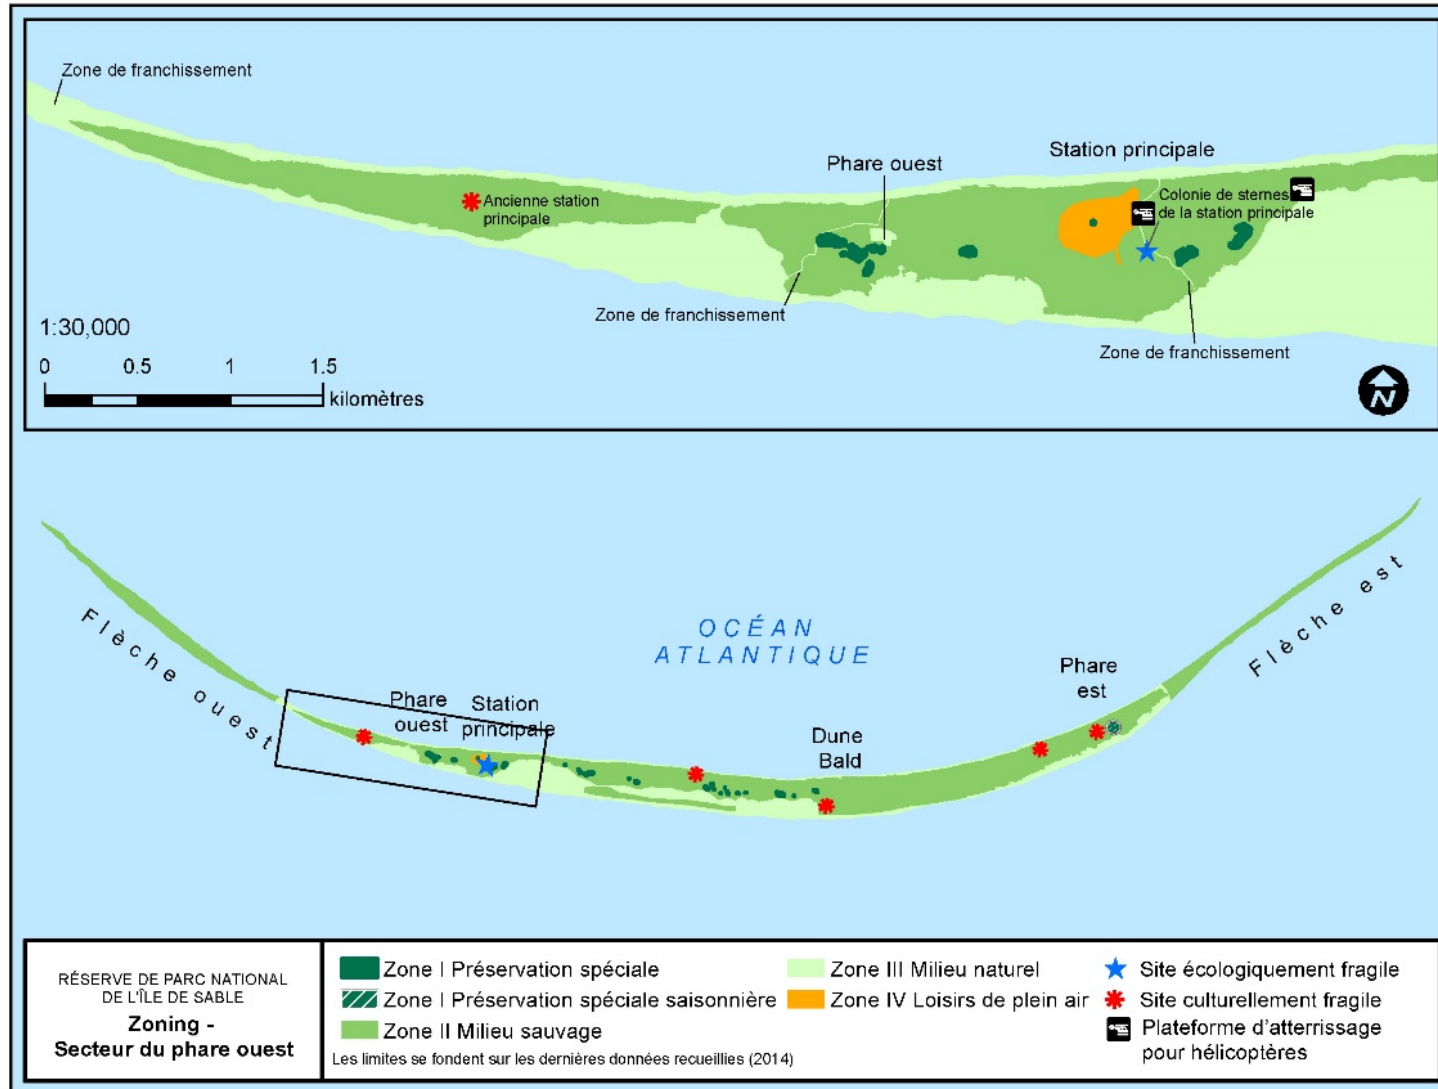 Zone de franchissement
Station principale
Phare ouest
Colonie de sternes
de la station principale
Ancienne station
principale
Zone de franchissement
Zone de franchissement
1:30,000
0 0.5 1 1.5
kilomètres
N
OCÉAN
ATLANTIQUE
Flèche ouest
Flèche est
Phare
ouest
Station
principale
Dune
Bald
Phare
est
RÉSERVE DE PARC NATIONAL
DE L'ÎLE DE SABLE
Zoning -
Secteur du phare ouest
Zone I Préservation spéciale
Zone I Préservation spéciale saisonnière
Zone II Milieu sauvage
Les limites se fondent sur les dernières données recueillies (2014)
Zone III Milieu naturel
Zone IV Loisirs de plein air
Site écologiquement fragile
Site culturellement fragile
Plateforme d'atterrissage
pour hélicoptères